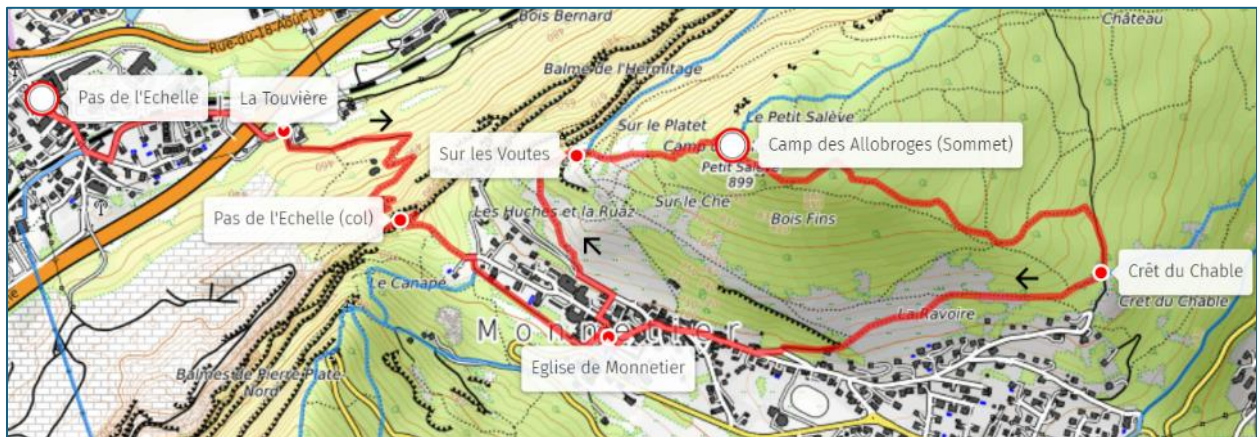 Rue du 18 Août 19
Bois Bernard
Château
Balme de l'Hermitage
Pas de l'Echelle
La Touvière
Sur le Platet
Le Petit Salève
Camp
Sur les Voutes
Camp des Allobroges (Sommet)
Petit Salève
899
Sur le Che
Les Huches et la Ruaz
Bois Fins
Pas de l'Echelle (col)
Le Canapé
Crêt du Chable
Crêt du Chable
La Ravoire
Monnetier
Eglise de Monnetier
Balmes de Pierre Plate
Nord